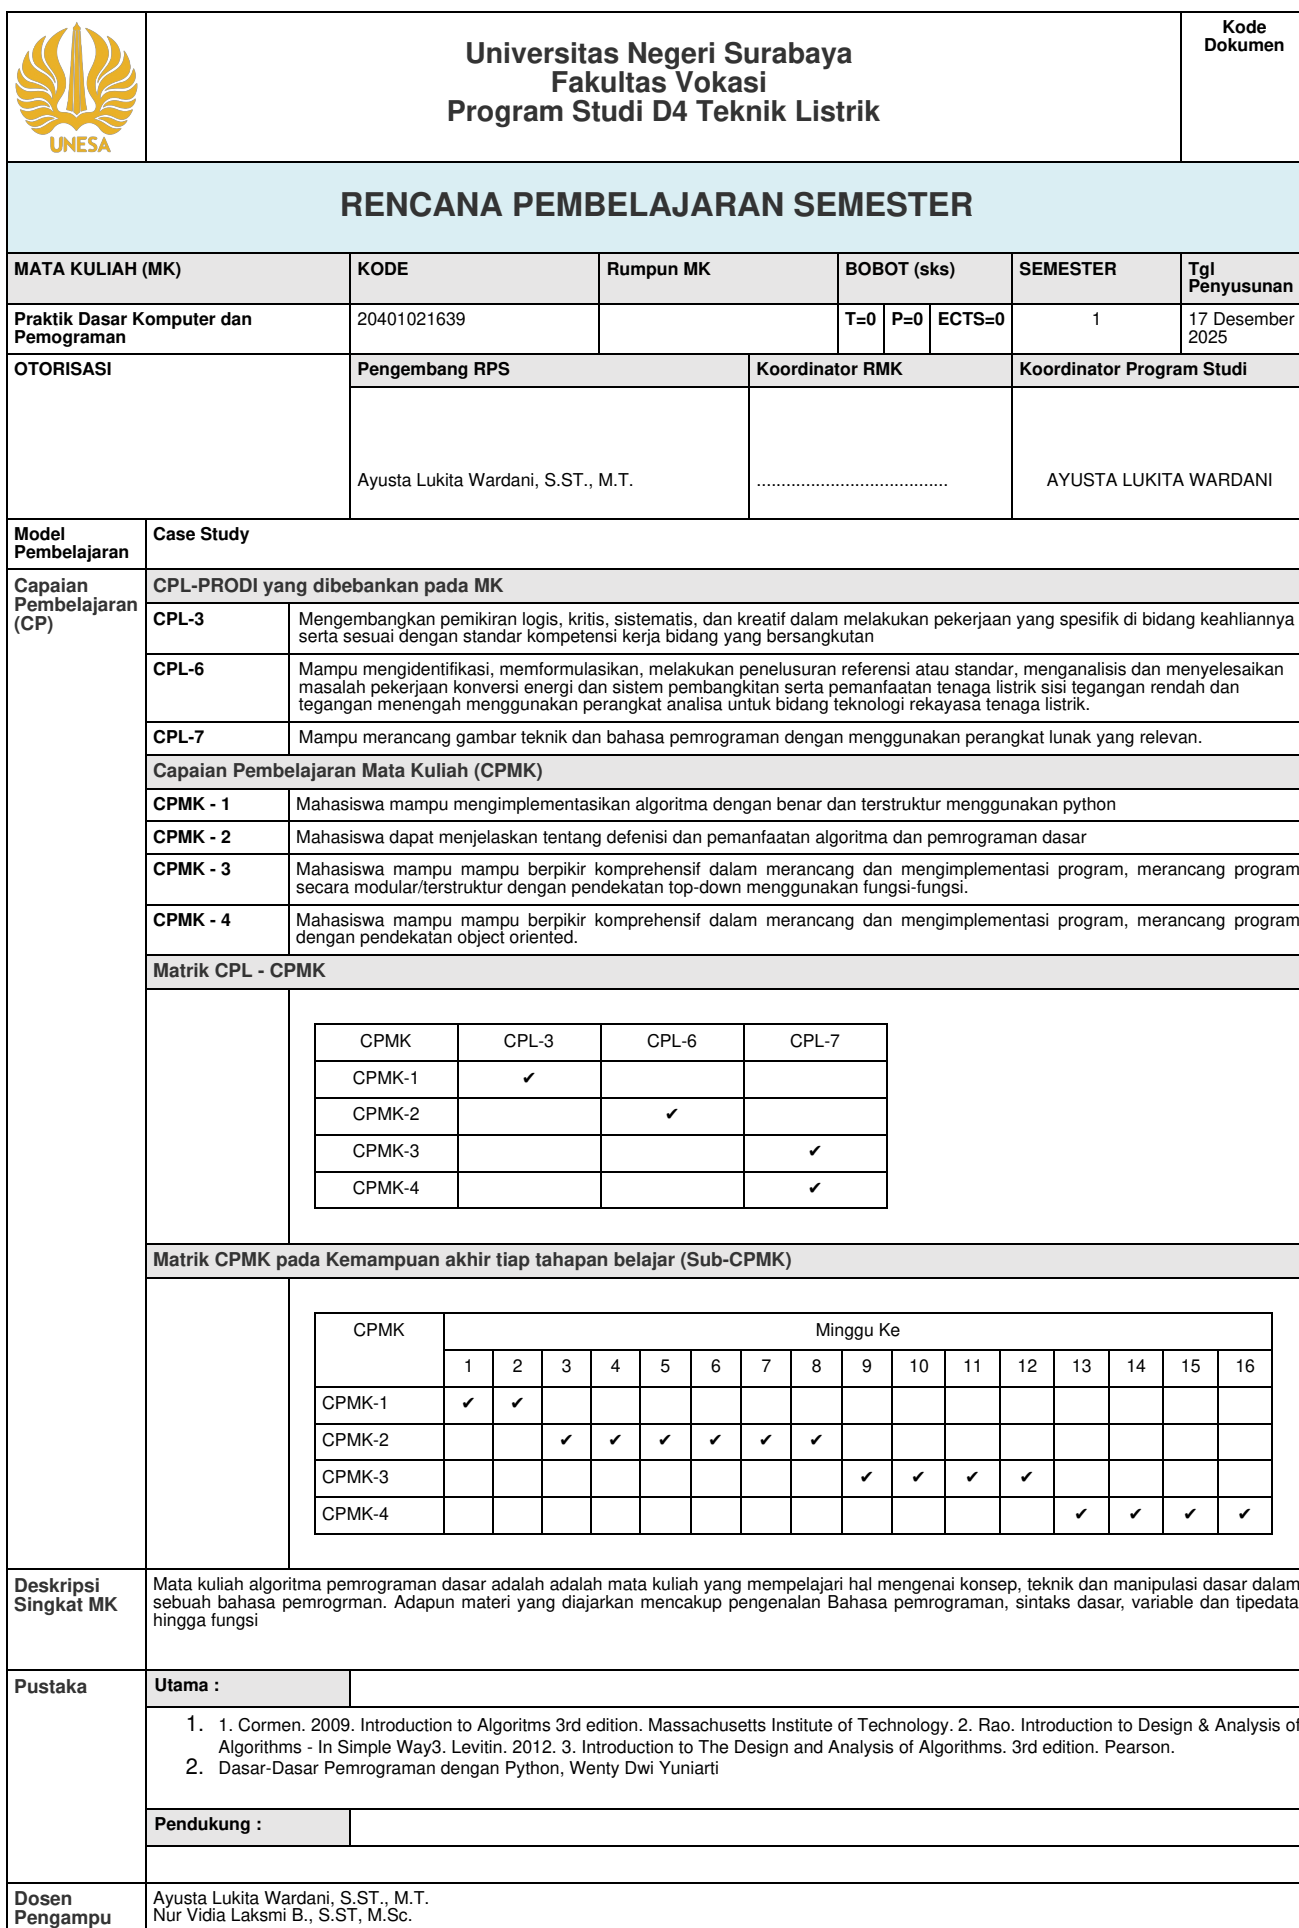 UNESA
Universitas Negeri Surabaya
Fakultas Vokasi
Program Studi D4 Teknik Listrik
Kode
Dokumen
RENCANA PEMBELAJARAN SEMESTER
MATA KULIAH (MK) KODE Rumpun MK BOBOT (sks) SEMESTER Tgl
Penyusunan
Praktik Dasar Komputer dan
Pemograman
20401021639 T=0 P=0 ECTS=0 1 17 Desember
2025
OTORISASI Pengembang RPS Koordinator RMK Koordinator Program Studi
Ayusta Lukita Wardani, S.ST., M.T. ....................................... AYUSTA LUKITA WARDANI
Model
Pembelajaran
Case Study
Capaian
Pembelajaran
(CP)
CPL-PRODI yang dibebankan pada MK
CPL-3 Mengembangkan pemikiran logis, kritis, sistematis, dan kreatif dalam melakukan pekerjaan yang spesifik di bidang keahliannya
serta sesuai dengan standar kompetensi kerja bidang yang bersangkutan
CPL-6 Mampu mengidentifikasi, memformulasikan, melakukan penelusuran referensi atau standar, menganalisis dan menyelesaikan
masalah pekerjaan konversi energi dan sistem pembangkitan serta pemanfaatan tenaga listrik sisi tegangan rendah dan
tegangan menengah menggunakan perangkat analisa untuk bidang teknologi rekayasa tenaga listrik.
CPL-7 Mampu merancang gambar teknik dan bahasa pemrograman dengan menggunakan perangkat lunak yang relevan.
Capaian Pembelajaran Mata Kuliah (CPMK)
CPMK - 1 Mahasiswa mampu mengimplementasikan algoritma dengan benar dan terstruktur menggunakan python
CPMK - 2 Mahasiswa dapat menjelaskan tentang defenisi dan pemanfaatan algoritma dan pemrograman dasar
CPMK - 3 Mahasiswa mampu mampu berpikir komprehensif dalam merancang dan mengimplementasi program, merancang program
secara modular/terstruktur dengan pendekatan top-down menggunakan fungsi-fungsi.
CPMK - 4 Mahasiswa mampu mampu berpikir komprehensif dalam merancang dan mengimplementasi program, merancang program
dengan pendekatan object oriented.
Matrik CPL - CPMK
CPMK CPL-3 CPL-6 CPL-7
CPMK-1 ✔
CPMK-2 ✔
CPMK-3 ✔
CPMK-4 ✔
Matrik CPMK pada Kemampuan akhir tiap tahapan belajar (Sub-CPMK)
CPMK Minggu Ke
1 2 3 4 5 6 7 8 9 10 11 12 13 14 15 16
CPMK-1 ✔ ✔
CPMK-2 ✔ ✔ ✔ ✔ ✔ ✔
CPMK-3 ✔ ✔ ✔ ✔
CPMK-4 ✔ ✔ ✔ ✔
Deskripsi
Singkat MK
Mata kuliah algoritma pemrograman dasar adalah adalah mata kuliah yang mempelajari hal mengenai konsep, teknik dan manipulasi dasar dalam
sebuah bahasa pemrogrman. Adapun materi yang diajarkan mencakup pengenalan Bahasa pemrograman, sintaks dasar, variable dan tipedata
hingga fungsi
Pustaka Utama :
1. 1. Cormen. 2009. Introduction to Algoritms 3rd edition. Massachusetts Institute of Technology. 2. Rao. Introduction to Design & Analysis of
Algorithms - In Simple Way3. Levitin. 2012. 3. Introduction to The Design and Analysis of Algorithms. 3rd edition. Pearson.
2. Dasar-Dasar Pemrograman dengan Python, Wenty Dwi Yuniarti
Pendukung :
Dosen
Pengampu
Ayusta Lukita Wardani, S.ST., M.T.
Nur Vidia Laksmi B., S.ST, M.Sc.